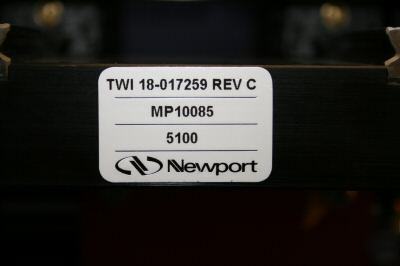 TWI 18-017259 REV C
MP10085
5100
Newport